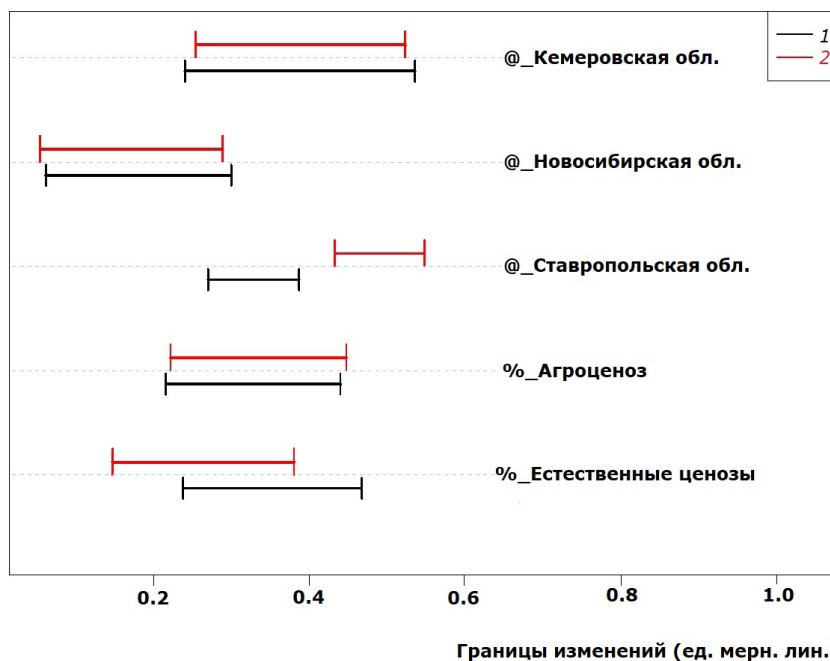 1
2
@_Кемеровская обл.
@_Новосибирская обл.
@_Ставропольская обл.
%_Агроценоз
%_Естественные ценозы
0.2 0.4 0.6 0.8 1.0
Границы изменений (ед. мерн. лин.